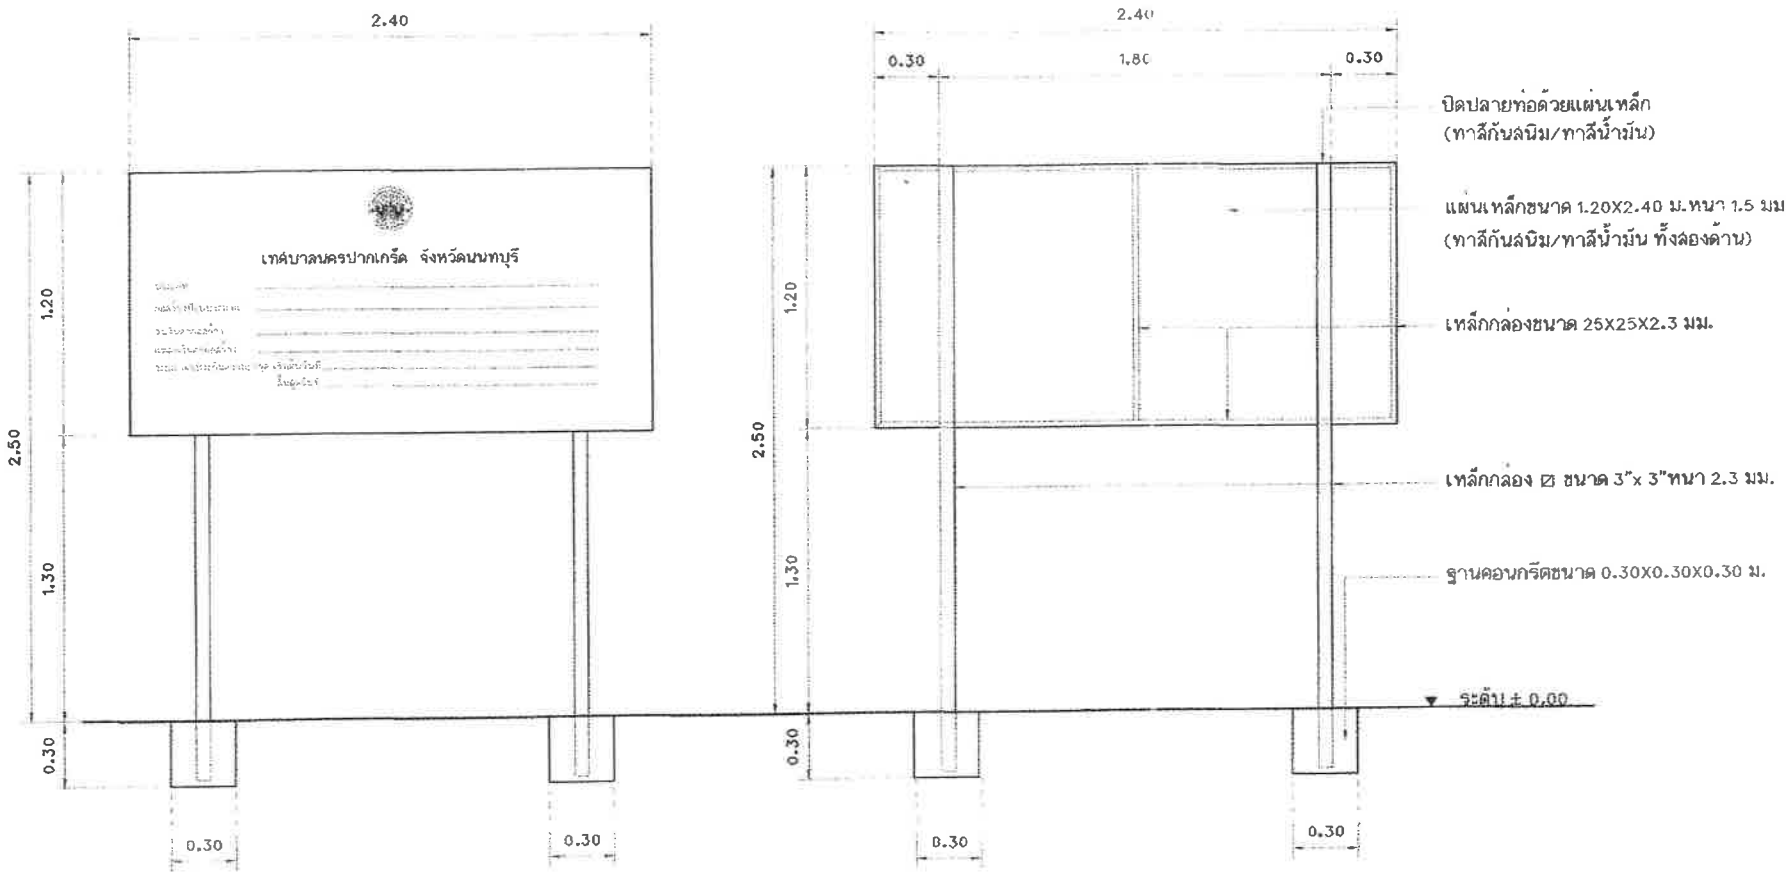 2.40
1.20
2.50
1.30
0.30
0.30
0.30
เทศบาลนครปากเกร็ด จังหวัดนนทบุรี
2.40
0.30
1.80
0.30
1.20
2.50
1.30
0.30
0.30
0.30
ปิดปลายท่อด้วยแผ่นเหล็ก
(ทาสีกันสนิม/ทาสีน้ำมัน)
แผ่นเหล็กขนาด 1.20X2.40 ม.หนา 1.5 มม
(ทาสีกันสนิม/ทาสีน้ำมัน ทั้งสองด้าน)
เหล็กกล่องขนาด 25X25X2.3 มม.
เหล็กกล่อง ขนาด 3"x 3"หนา 2.3 มม.
ฐานคอนกรีตขนาด 0.30X0.30X0.30 ม.
ระดับ ± 0.00